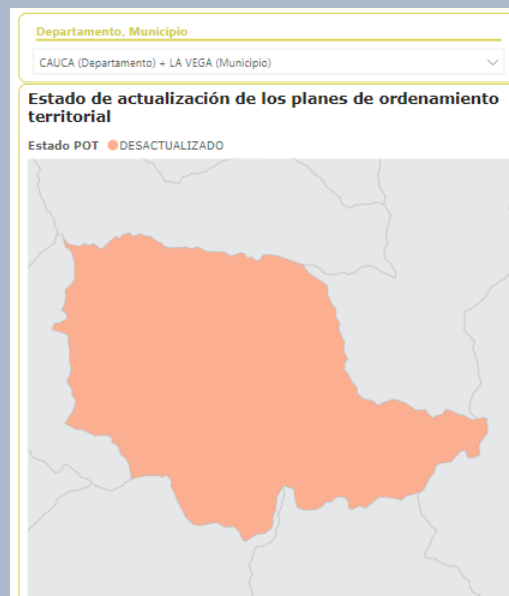 Departamento, Municipio
CAUCA (Departamento) + LA VEGA (Municipio)
Estado de actualización de los planes de ordenamiento
territorial
Estado POT DESACTUALIZADO